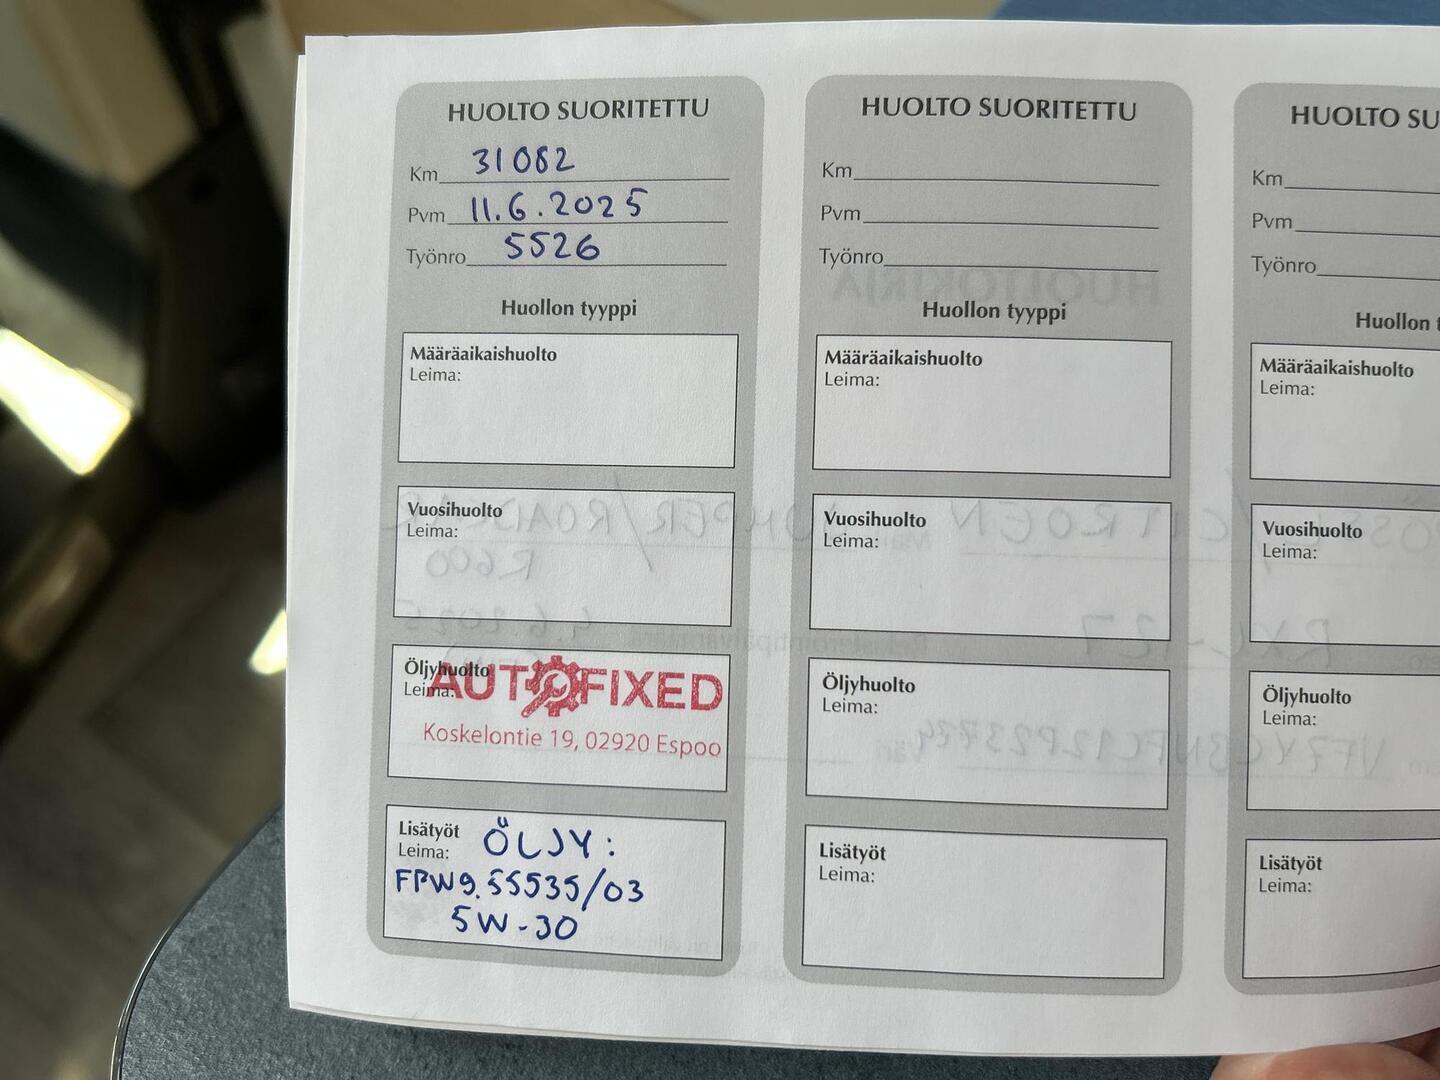 HUOLTO SUORITETTU
Km 31082
Pvm 11.6.2025
Työnro 5526
Huollon tyyppi
Määräaikaishuolto
Leima:
Vuosihuolto
Leima:
Öljyhuolto
Leima:
AUTOFIXED
Koskelontie 19, 02920 Espoo
Lisätyöt
Leima:
ÖLJY:
FPW9.55535/03
5W-30
HUOLTO SUORITETTU
Km
Pvm
Työnro
Huollon tyyppi
Määräaikaishuolto
Leima:
Vuosihuolto
Leima:
Öljyhuolto
Leima:
Lisätyöt
Leima:
HUOLTO SU
Km
Pvm
Työnro
Huollon t
Määräaikaishuolto
Leima:
Vuosihuolto
Leima:
Öljyhuolto
Leima:
Lisätyöt
Leima: